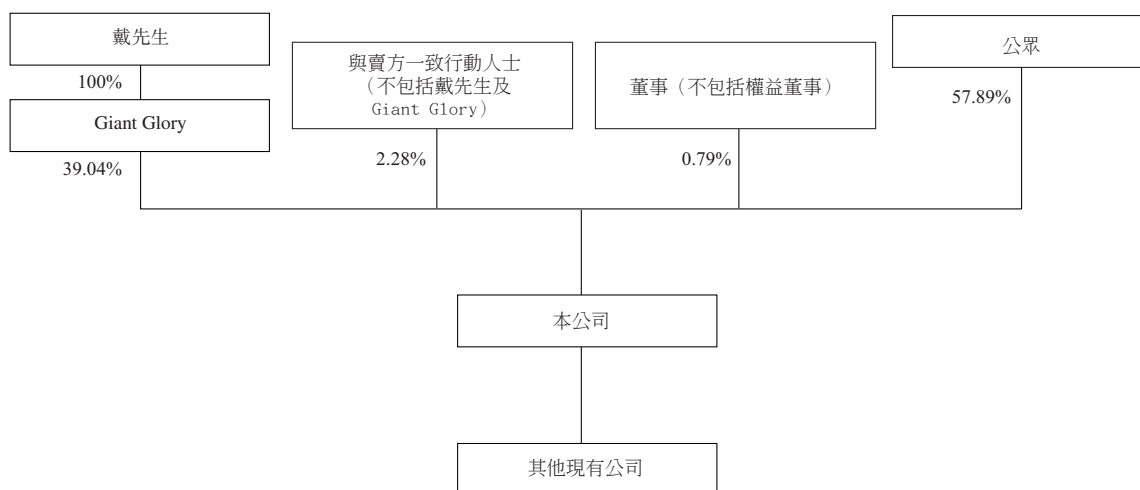 戴先生
100%
Giant Glory
39.04%
與賣方一致行動人士
（不包括戴先生及
Giant Glory）
2.28%
董事（不包括權益董事）
0.79%
公眾
57.89%
本公司
其他現有公司